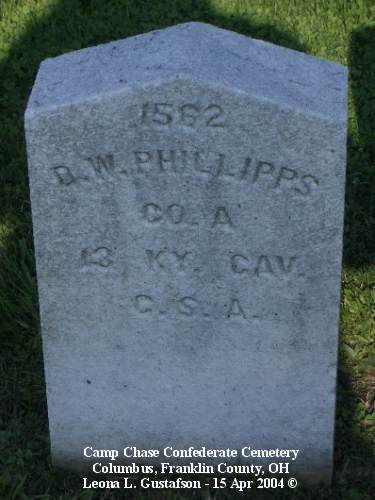 1562
D.W. PHILLIPPS
CO. A
13 KY. CAV.
C. S. A.
Camp Chase Confederate Cemetery
Columbus, Franklin County, OH
Leona L. Gustafson - 15 Apr 2004 ©